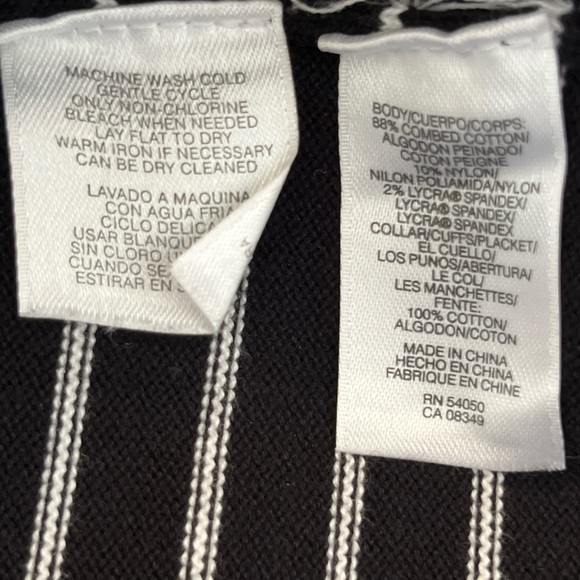 MACHINE WASH COLD
GENTLE CYCLE
ONLY NON-CHLORINE
BLEACH WHEN NEEDED
LAY FLAT TO DRY
WARM IRON IF NECESSARY
CAN BE DRY CLEANED
LAVADO A MAQUINA
CON AGUA FRIA
CICLO DELICA
USAR BLANQUE
SIN CLORO
CUANDO SE
ESTIRAR EN
BODY/CUERPO/CORPS:
88% COMBED COTTON/
ALGODON PEINADO/
COTON PEIGNE
10% NYLON/
NILON POLIAMIDA/NYLON
2% LYCRA® SPANDEX/
LYCRA® SPANDEX/
LYCRA® SPANDEX
COLLAR/CUFFS/PLACKET/
EL CUELLO/
LOS PUNOS/ABERTURA/
LE COL/
LES MANCHETTES/
FENTE:
100% COTTON/
ALGODON/COTON
MADE IN CHINA
HECHO EN CHINA
FABRIQUE EN CHINE
RN 54050
CA 08349